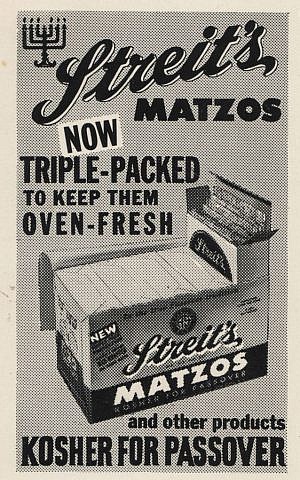 Streit's
MATZOS
NOW
TRIPLE-PACKED
TO KEEP THEM
OVEN-FRESH
Streit's
NEW
Streit's
MATZOS
KOSHER FOR PASSOVER
and other products
KOSHER FOR PASSOVER